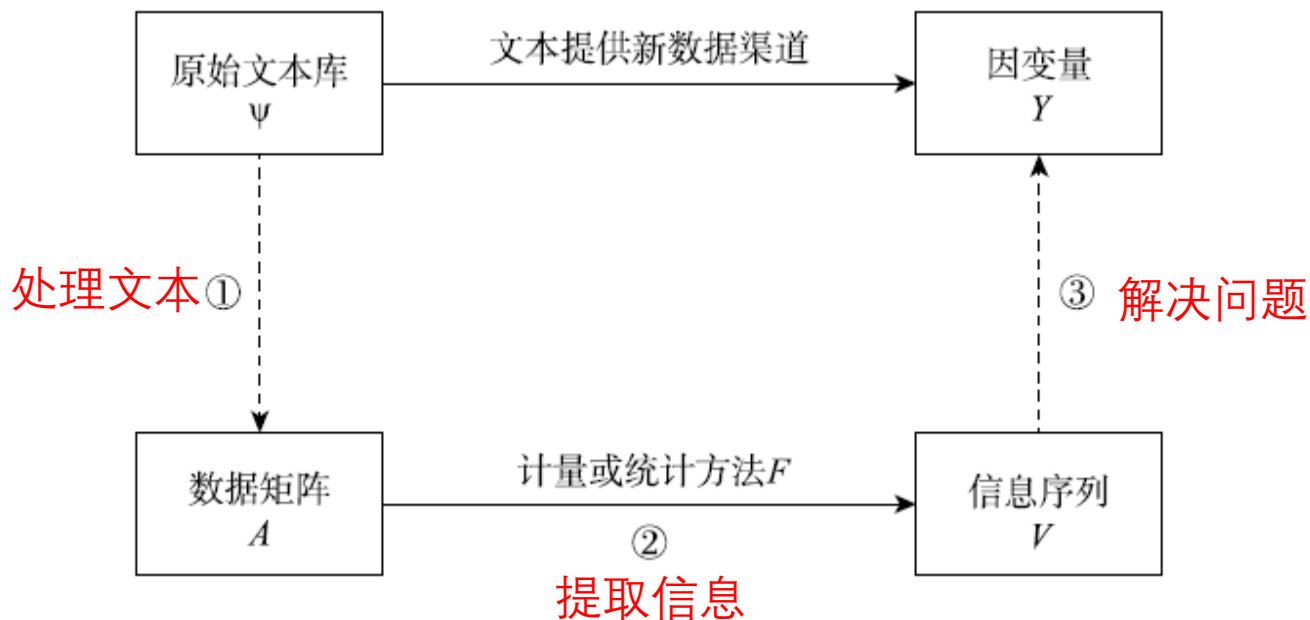 原始文本库
Ψ
文本提供新数据渠道
因变量
Y
处理文本①
③ 解决问题
数据矩阵
A
计量或统计方法F
②
提取信息
信息序列
V